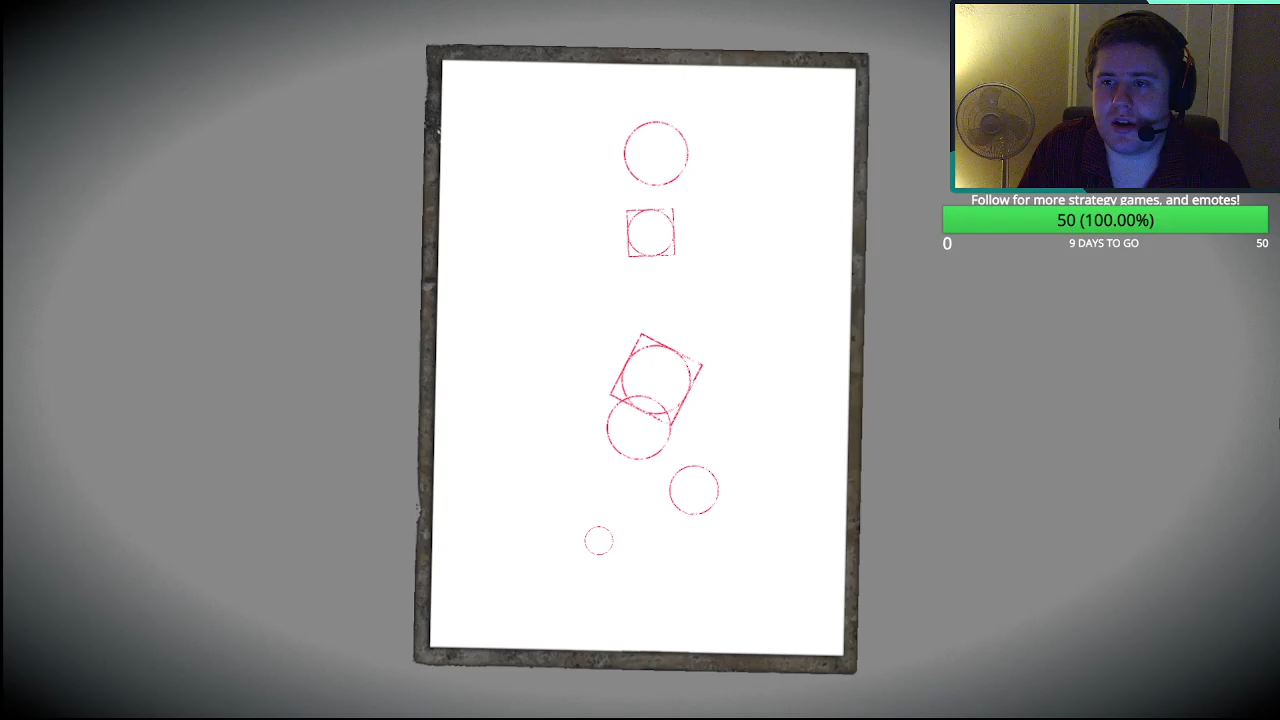 Follow for more strategy games, and emotes!
50 (100.00%)
0 9 DAYS TO GO 50